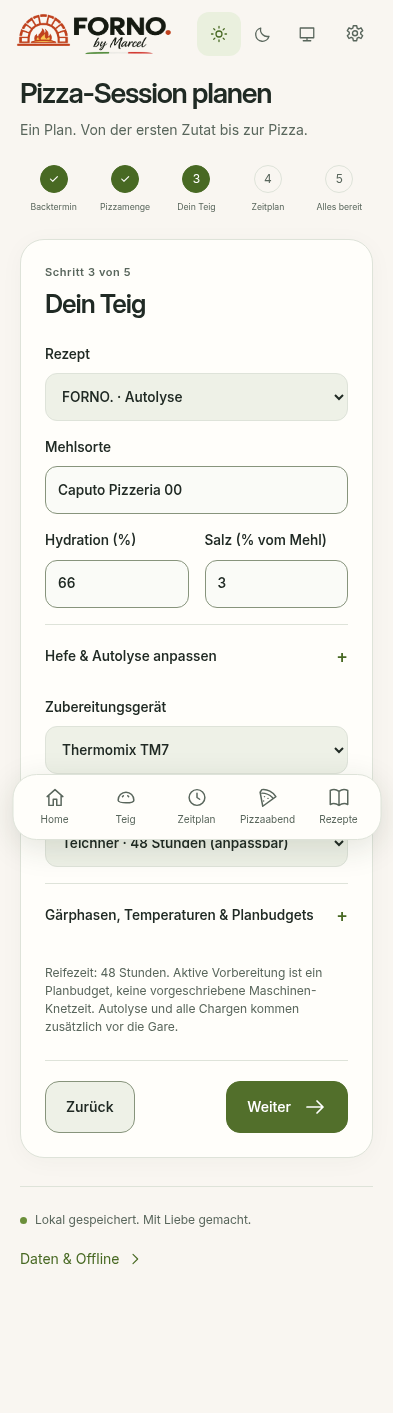 FORNO.
by Marcel
Pizza-Session planen
Ein Plan. Von der ersten Zutat bis zur Pizza.
3
4
5
Backtermin
Pizzamenge
Dein Teig
Zeitplan
Alles bereit
Schritt 3 von 5
Dein Teig
Rezept
FORNO. · Autolyse
Mehlsorte
Caputo Pizzeria 00
Hydration (%)
Salz (% vom Mehl)
66
3
Hefe & Autolyse anpassen
+
Zubereitungsgerät
Thermomix TM7
Home
Teig
Zeitplan
Pizzaabend
Rezepte
Teichner · 48 Stunden (anpassbar)
Gärphasen, Temperaturen & Planbudgets
+
Reifezeit: 48 Stunden. Aktive Vorbereitung ist ein
Planbudget, keine vorgeschriebene Maschinen-
Knetzeit. Autolyse und alle Chargen kommen
zusätzlich vor die Gare.
Zurück
Weiter
Lokal gespeichert. Mit Liebe gemacht.
Daten & Offline